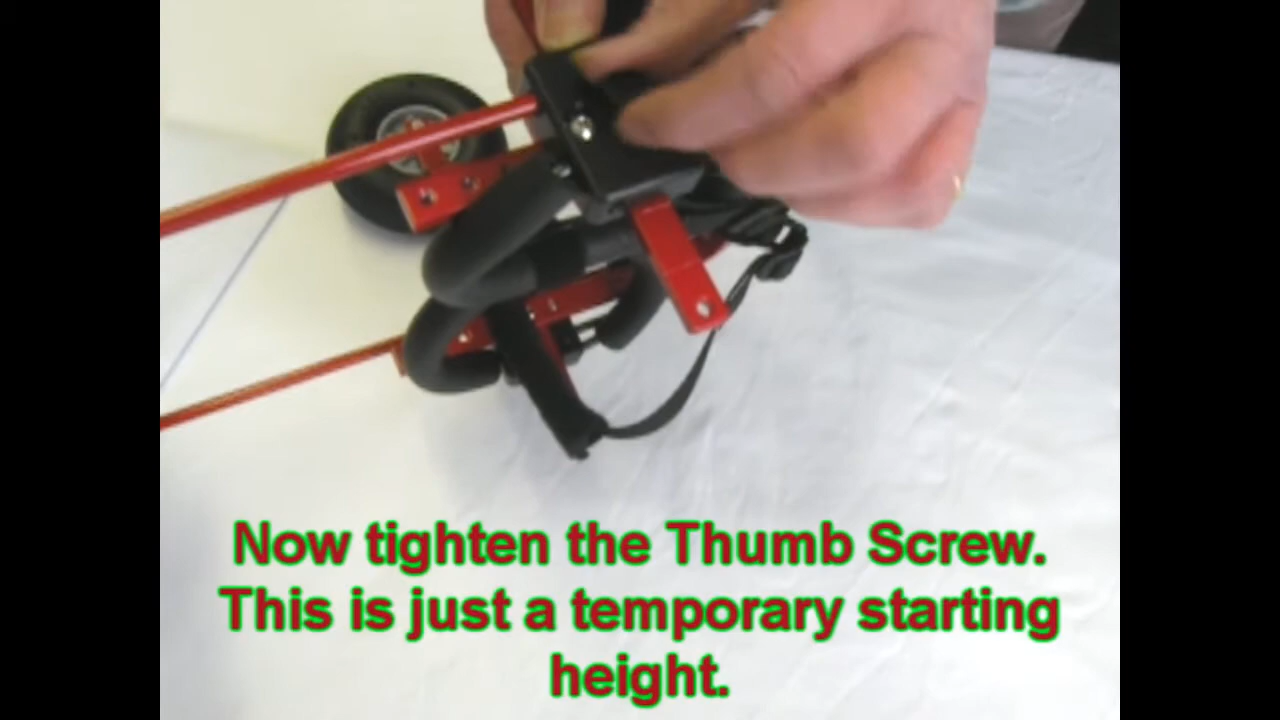 Now tighten the Thumb Screw.
This is just a temporary starting
height.